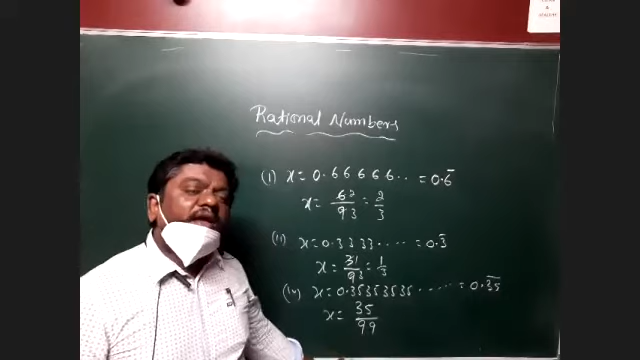 Rational Numbers
(i) x = 0.66666.. = 0.6̅
x = 6/9 = 2/3
(ii) x = 0.3333..... = 0.3̅
x = 3/9 = 1/3
(iv) x = 0.35353535...... = 0.3̅5̅
x = 35/99